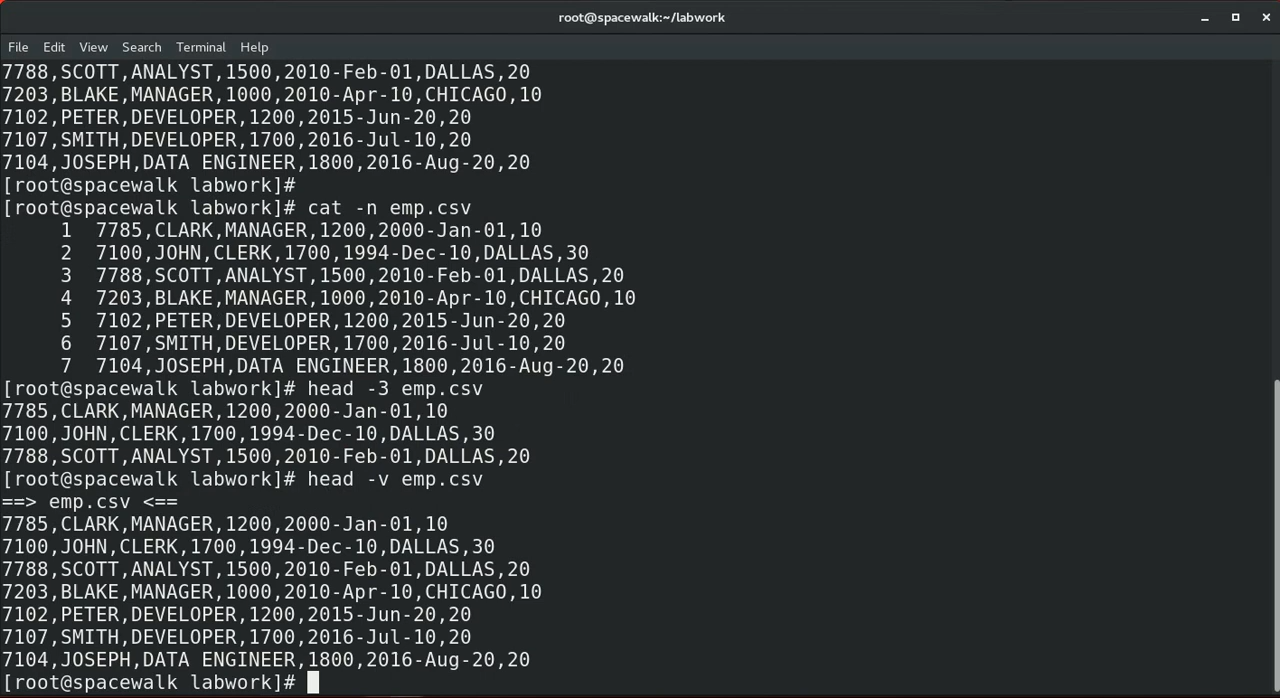 root@spacewalk:~/labwork
File Edit View Search Terminal Help
7788,SCOTT,ANALYST,1500,2010-Feb-01,DALLAS,20
7203,BLAKE,MANAGER,1000,2010-Apr-10,CHICAGO,10
7102,PETER,DEVELOPER,1200,2015-Jun-20,20
7107,SMITH,DEVELOPER,1700,2016-Jul-10,20
7104,JOSEPH,DATA ENGINEER,1800,2016-Aug-20,20
[root@spacewalk labwork]#
[root@spacewalk labwork]# cat -n emp.csv
     1  7785,CLARK,MANAGER,1200,2000-Jan-01,10
     2  7100,JOHN,CLERK,1700,1994-Dec-10,DALLAS,30
     3  7788,SCOTT,ANALYST,1500,2010-Feb-01,DALLAS,20
     4  7203,BLAKE,MANAGER,1000,2010-Apr-10,CHICAGO,10
     5  7102,PETER,DEVELOPER,1200,2015-Jun-20,20
     6  7107,SMITH,DEVELOPER,1700,2016-Jul-10,20
     7  7104,JOSEPH,DATA ENGINEER,1800,2016-Aug-20,20
[root@spacewalk labwork]# head -3 emp.csv
7785,CLARK,MANAGER,1200,2000-Jan-01,10
7100,JOHN,CLERK,1700,1994-Dec-10,DALLAS,30
7788,SCOTT,ANALYST,1500,2010-Feb-01,DALLAS,20
[root@spacewalk labwork]# head -v emp.csv
==> emp.csv <==
7785,CLARK,MANAGER,1200,2000-Jan-01,10
7100,JOHN,CLERK,1700,1994-Dec-10,DALLAS,30
7788,SCOTT,ANALYST,1500,2010-Feb-01,DALLAS,20
7203,BLAKE,MANAGER,1000,2010-Apr-10,CHICAGO,10
7102,PETER,DEVELOPER,1200,2015-Jun-20,20
7107,SMITH,DEVELOPER,1700,2016-Jul-10,20
7104,JOSEPH,DATA ENGINEER,1800,2016-Aug-20,20
[root@spacewalk labwork]#